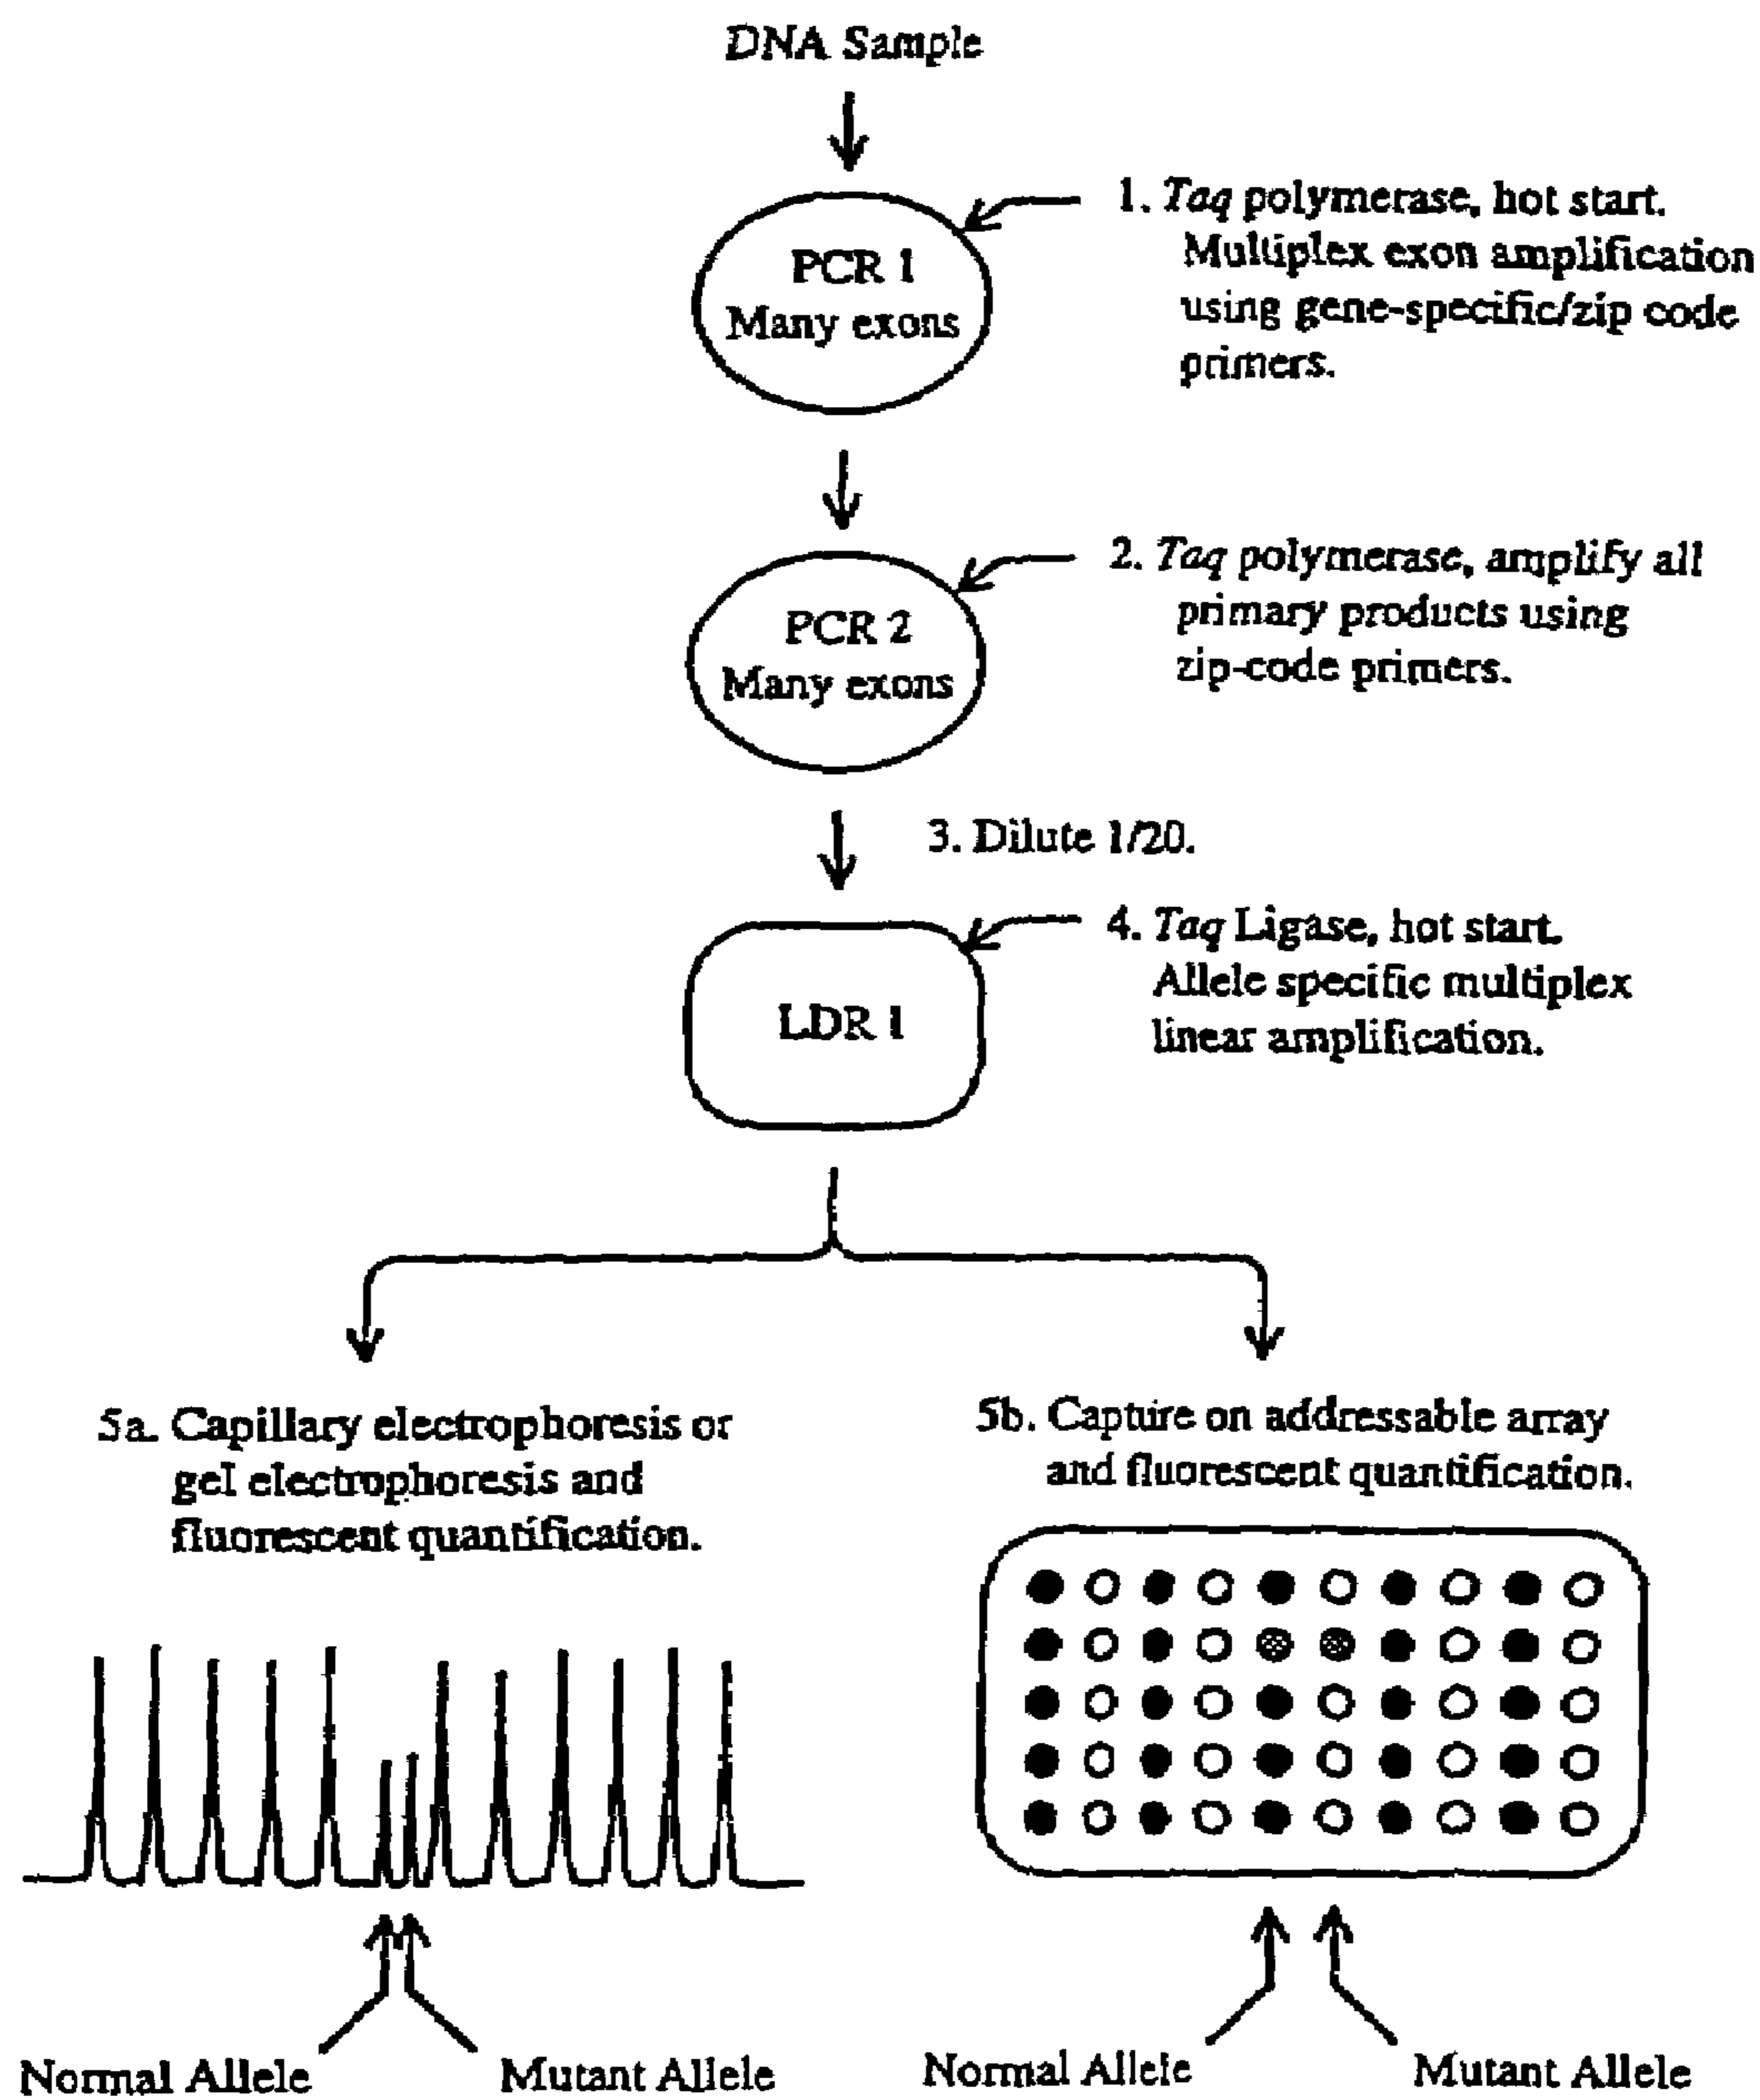 DNA Sample
PCR 1
Many exons
1. Taq polymerase, hot start.
Multiplex exon amplification
using gene-specific/zip code
primers.
PCR 2
Many exons
2. Taq polymerase, amplify all
primary products using
zip-code primers.
3. Dilute 1/20.
LDR 1
4. Taq Ligase, hot start.
Allele specific multiplex
linear amplification.
5a. Capillary electrophoresis or
gel electrophoresis and
fluorescent quantification.
5b. Capture on addressable array
and fluorescent quantification.
Normal Allele
Mutant Allele
Normal Allele
Mutant Allele